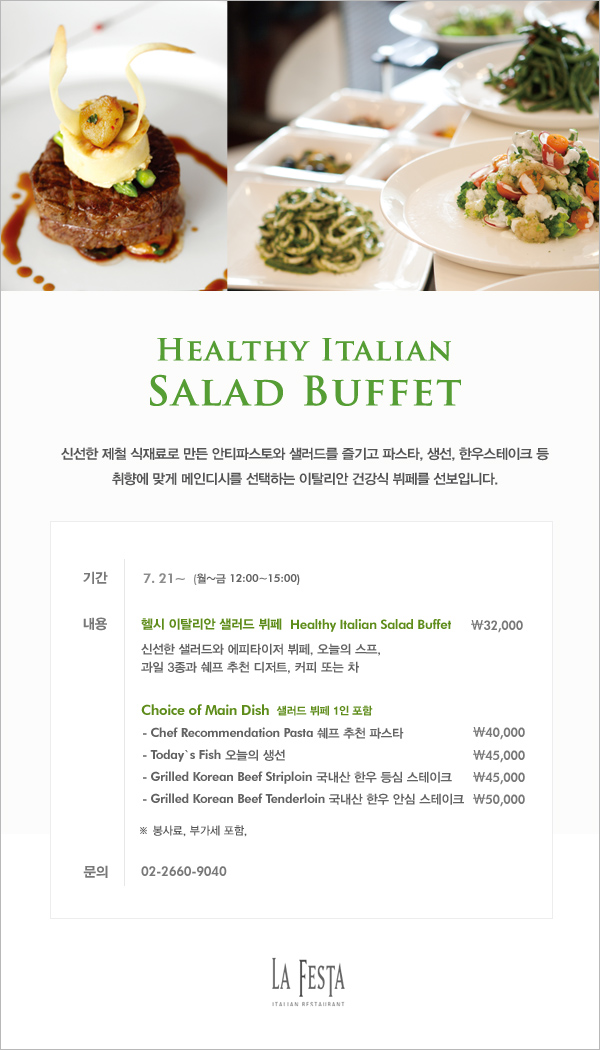 HEALTHY ITALIAN
SALAD BUFFET
신선한 제철 식재료로 만든 안티파스토와 샐러드를 즐기고 파스타, 생선, 한우스테이크 등
취향에 맞게 메인디시를 선택하는 이탈리안 건강식 뷔페를 선보입니다.
기간 7. 21~ (월~금 12:00~15:00)
내용 헬시 이탈리안 샐러드 뷔페 Healthy Italian Salad Buffet ₩32,000
신선한 샐러드와 에피타이저 뷔페, 오늘의 스프,
과일 3종과 쉐프 추천 디저트, 커피 또는 차
Choice of Main Dish 샐러드 뷔페 1인 포함
- Chef Recommendation Pasta 쉐프 추천 파스타 ₩40,000
- Today`s Fish 오늘의 생선 ₩45,000
- Grilled Korean Beef Striploin 국내산 한우 등심 스테이크 ₩45,000
- Grilled Korean Beef Tenderloin 국내산 한우 안심 스테이크 ₩50,000
※ 봉사료, 부가세 포함.
문의 02-2660-9040
LA FESTA
ITALIAN RESTAURANT